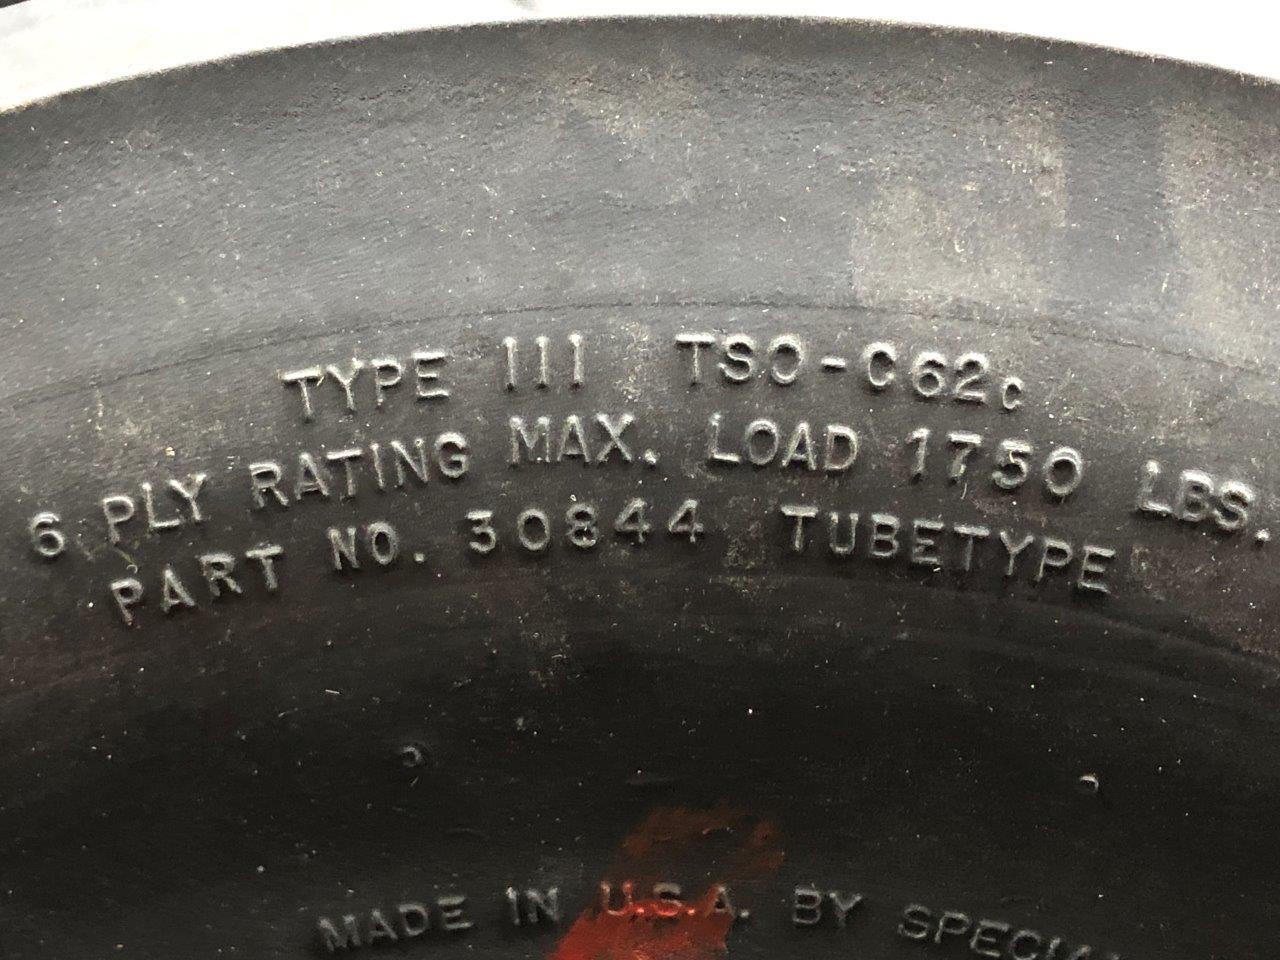 TYPE III TSO-C62c
6 PLY RATING MAX. LOAD 1750 LBS.
PART NO. 30844 TUBETYPE
MADE IN U.S.A. BY